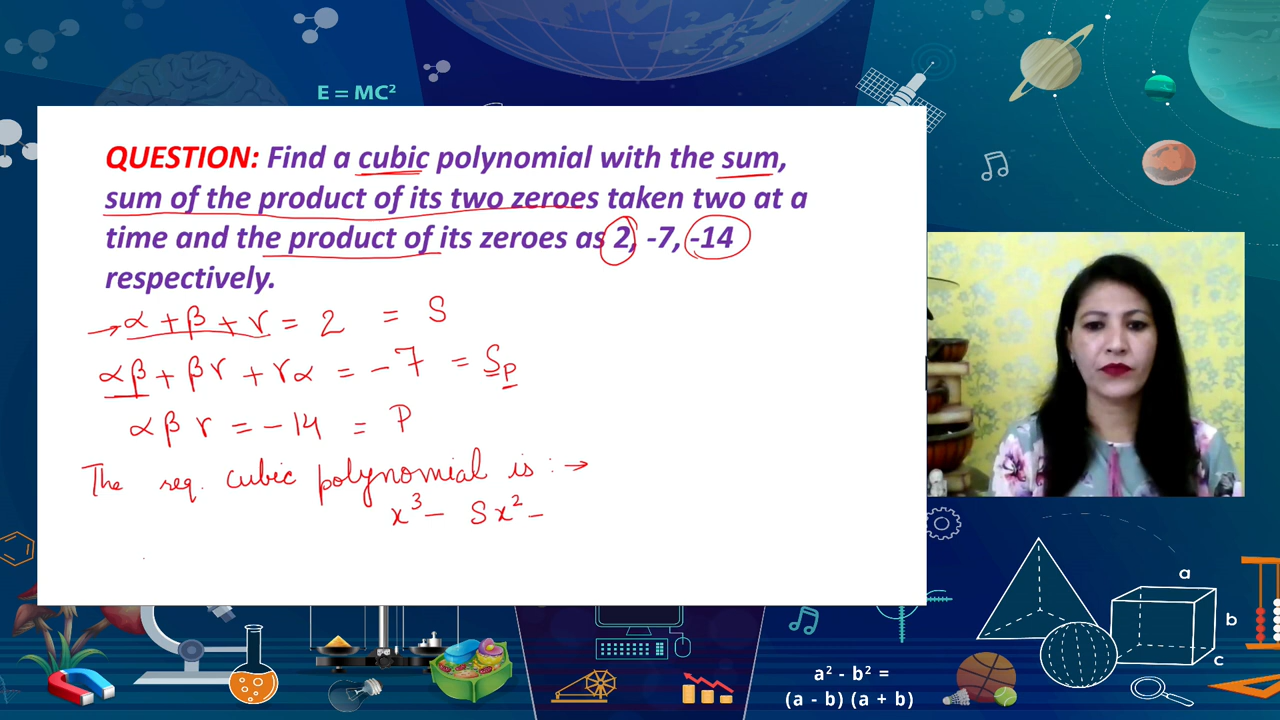 E = MC²
QUESTION: Find a cubic polynomial with the sum,
sum of the product of its two zeroes taken two at a
time and the product of its zeroes as 2, -7, -14
respectively.
→ α + β + γ = 2 = S
αβ + βγ + γα = - 7 = Sp
αβγ = - 14 = P
The req. cubic polynomial is : →
x³ - Sx² -
a
b
c
a² - b² =
(a - b) (a + b)